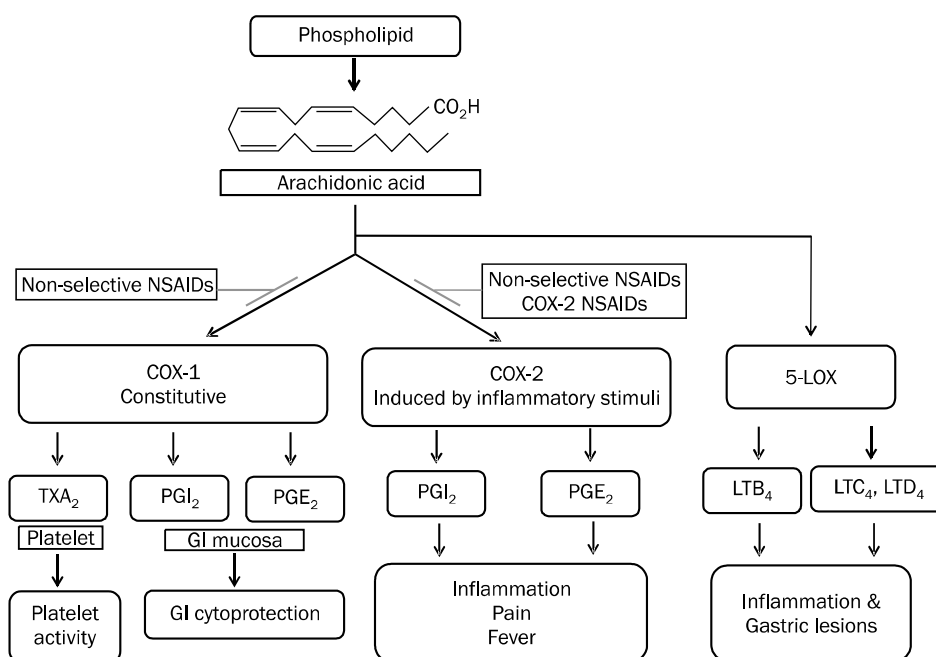 Phospholipid
CO₂H
Arachidonic acid
Non-selective NSAIDs
Non-selective NSAIDs
COX-2 NSAIDs
COX-1
Constitutive
COX-2
Induced by inflammatory stimuli
5-LOX
TXA₂
PGI₂
PGE₂
PGI₂
PGE₂
LTB₄
LTC₄, LTD₄
Platelet
GI mucosa
Platelet
activity
GI cytoprotection
Inflammation
Pain
Fever
Inflammation &
Gastric lesions